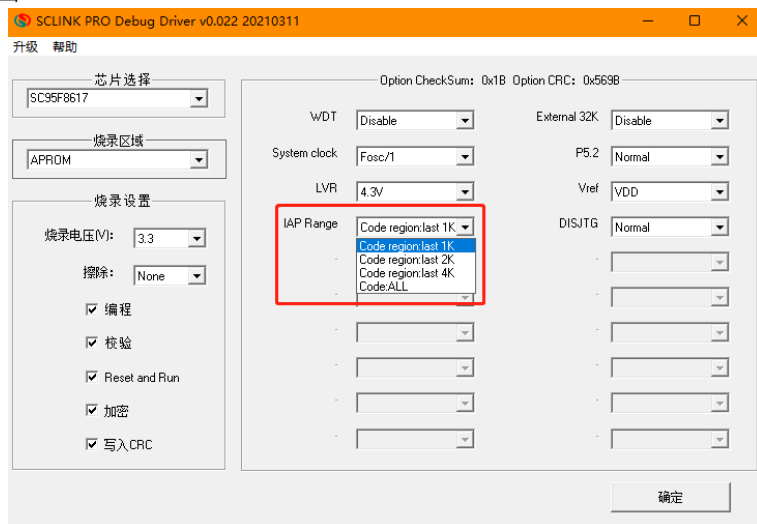 SCLINK PRO Debug Driver v0.022 20210311
升级 帮助
芯片选择
SC95F8617
烧录区域
APROM
烧录设置
烧录电压(V): 3.3
擦除: None
编程
校验
Reset and Run
加密
写入CRC
Option CheckSum: 0x1B Option CRC: 0x569B
WDT Disable External 32K Disable
System clock Fosc/1 P5.2 Normal
LVR 4.3V Vref VDD
IAP Range Code region:last 1K DISJTG Normal
Code region:last 1K
Code region:last 2K
Code region:last 4K
Code:ALL
确定